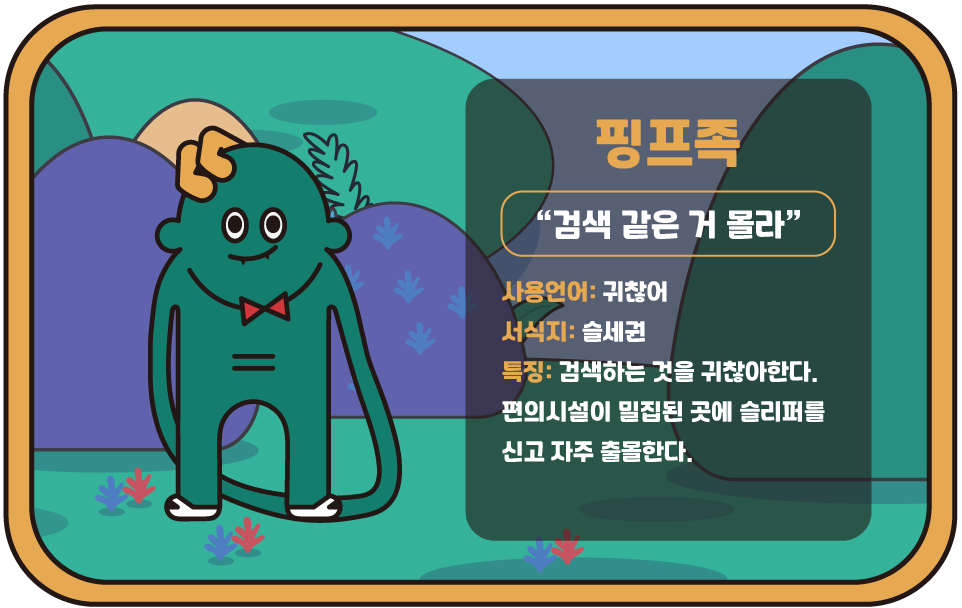 핑프족
“검색 같은 거 몰라”
사용언어: 귀찮어
서식지: 슬세권
특징: 검색하는 것을 귀찮아한다.
편의시설이 밀집된 곳에 슬리퍼를
신고 자주 출몰한다.